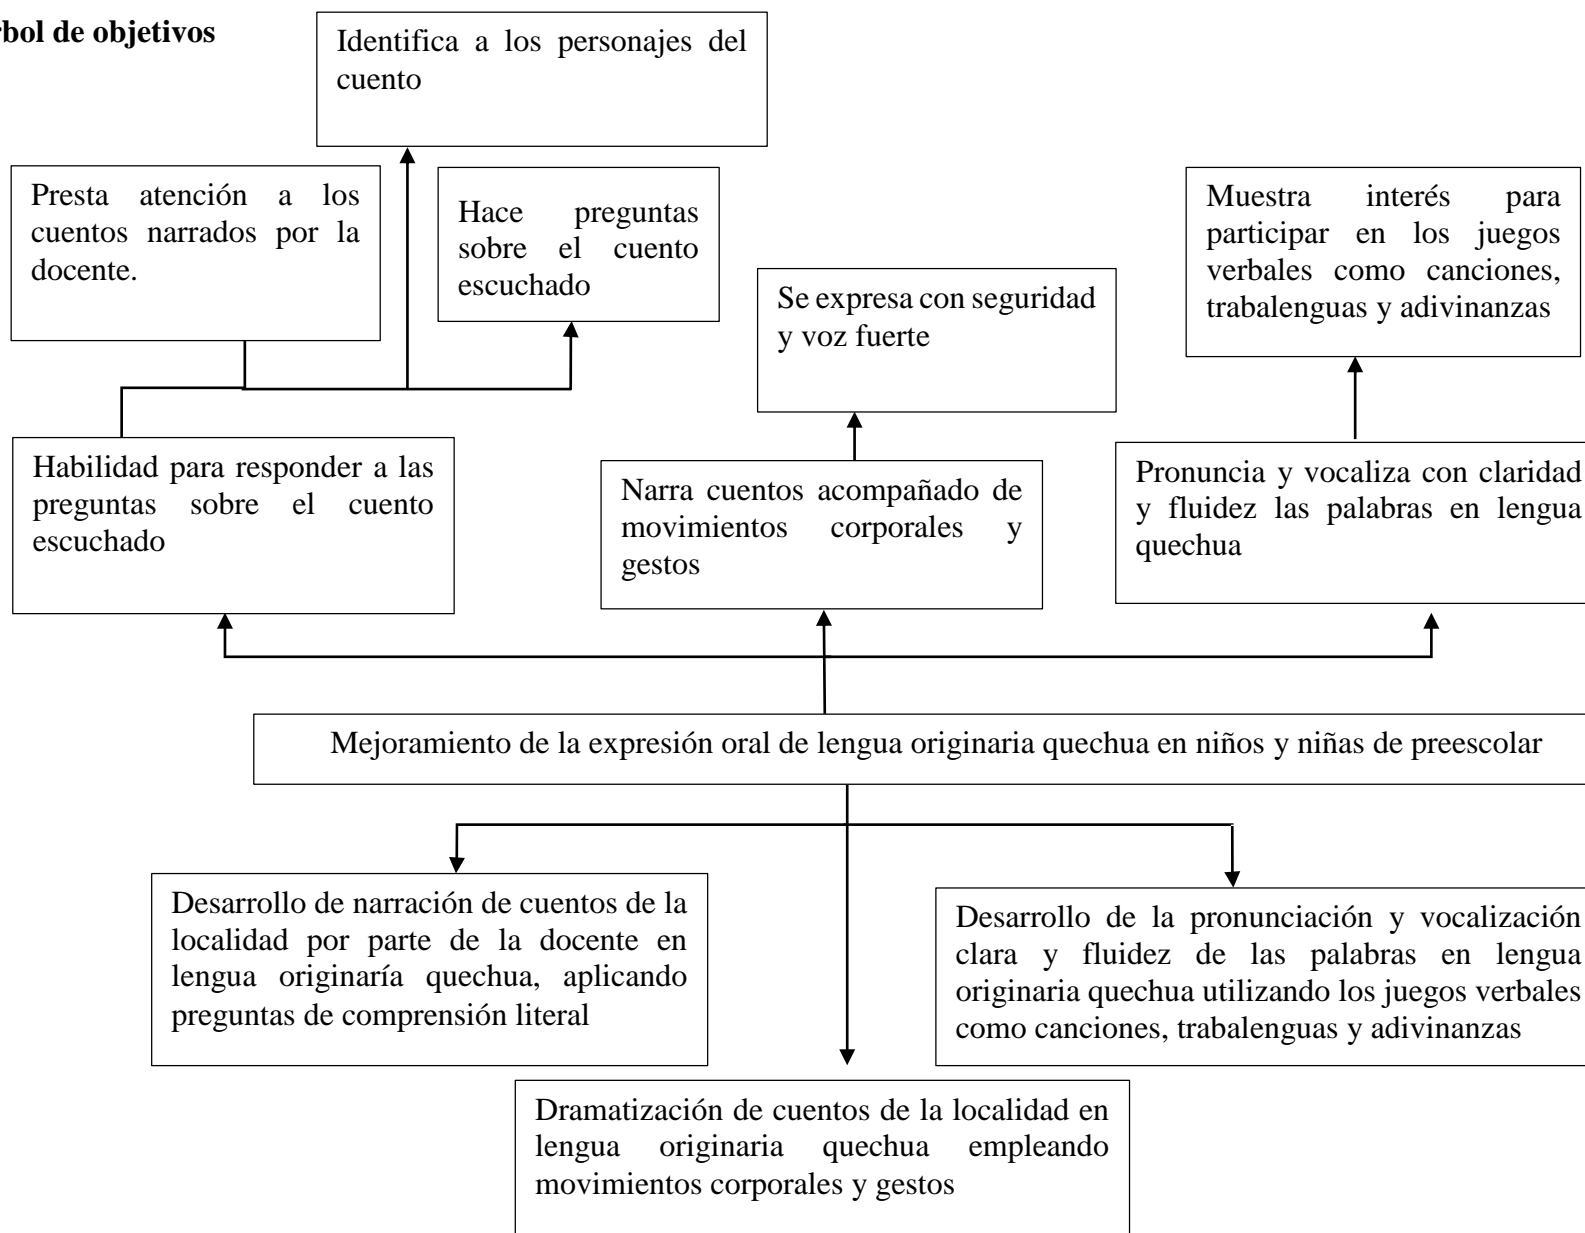 rbol de objetivos
Identifica a los personajes del
cuento
Presta atención a los
cuentos narrados por la
docente.
Hace preguntas
sobre el cuento
escuchado
Muestra interés para
participar en los juegos
verbales como canciones,
trabalenguas y adivinanzas
Se expresa con seguridad
y voz fuerte
Habilidad para responder a las
preguntas sobre el cuento
escuchado
Narra cuentos acompañado de
movimientos corporales y
gestos
Pronuncia y vocaliza con claridad
y fluidez las palabras en lengua
quechua
Mejoramiento de la expresión oral de lengua originaria quechua en niños y niñas de preescolar
Desarrollo de narración de cuentos de la
localidad por parte de la docente en
lengua originaría quechua, aplicando
preguntas de comprensión literal
Desarrollo de la pronunciación y vocalización
clara y fluidez de las palabras en lengua
originaria quechua utilizando los juegos verbales
como canciones, trabalenguas y adivinanzas
Dramatización de cuentos de la localidad en
lengua originaria quechua empleando
movimientos corporales y gestos